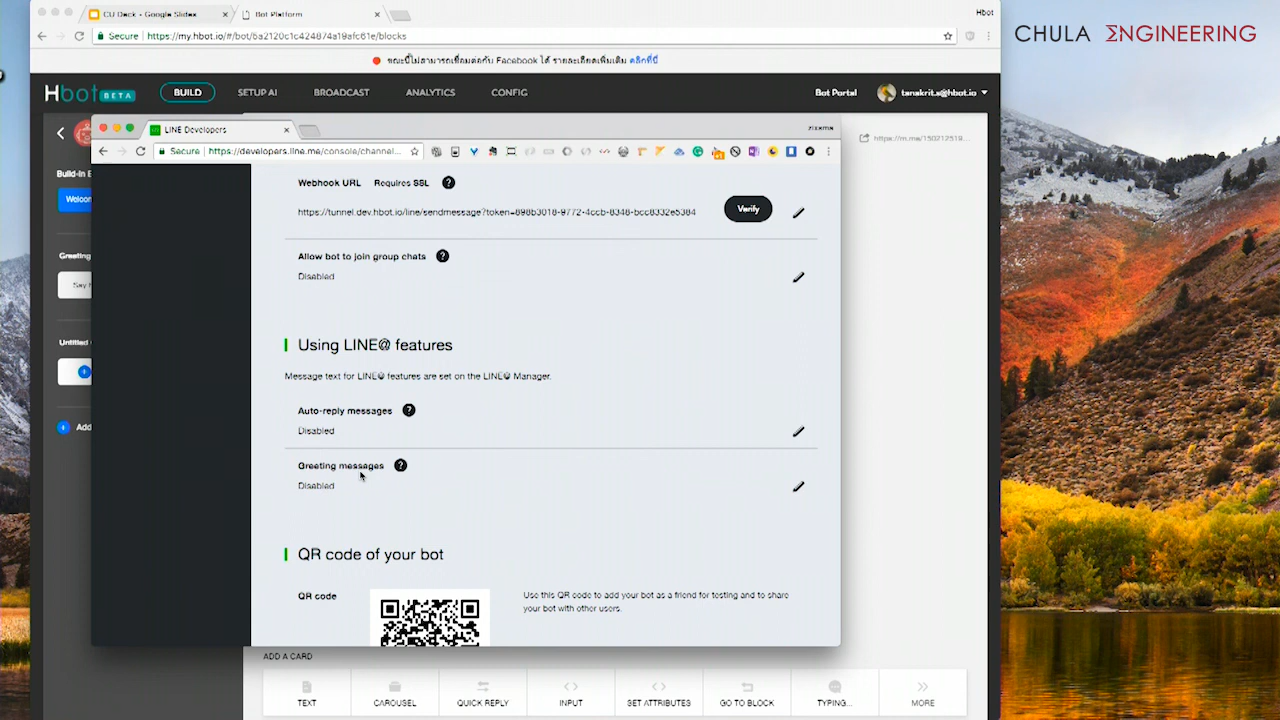 CU Deck - Google Slides
Bot Platform
Hbot
CHULA ENGINEERING
Secure https://my.hbot.io/#/bot/5a2120c1c424874a19afc61e/blocks
ขณะนี้ไม่สามารถเชื่อมต่อกับ Facebook ได้ รายละเอียดเพิ่มเติม คลิกที่นี่
Hbot BETA
BUILD
SETUP AI
BROADCAST
ANALYTICS
CONFIG
Bot Portal
tanakrit.s@hbot.io
LINE Developers
Secure https://developers.line.me/console/channel...
https://m.me/150212519...
Build-in
Greeting
Untitled
Add
Webhook URL Requires SSL ?
https://tunnel.dev.hbot.io/line/sendmessage?token=898b3018-9772-4ccb-8348-bcc8332e5384
Verify
Allow bot to join group chats ?
Disabled
Using LINE@ features
Message text for LINE@ features are set on the LINE@ Manager.
Auto-reply messages ?
Disabled
Greeting messages ?
Disabled
QR code of your bot
QR code
Use this QR code to add your bot as a friend for testing and to share
your bot with other users.
ADD A CARD
TEXT
CAROUSEL
QUICK REPLY
INPUT
SET ATTRIBUTES
GO TO BLOCK
TYPING...
MORE